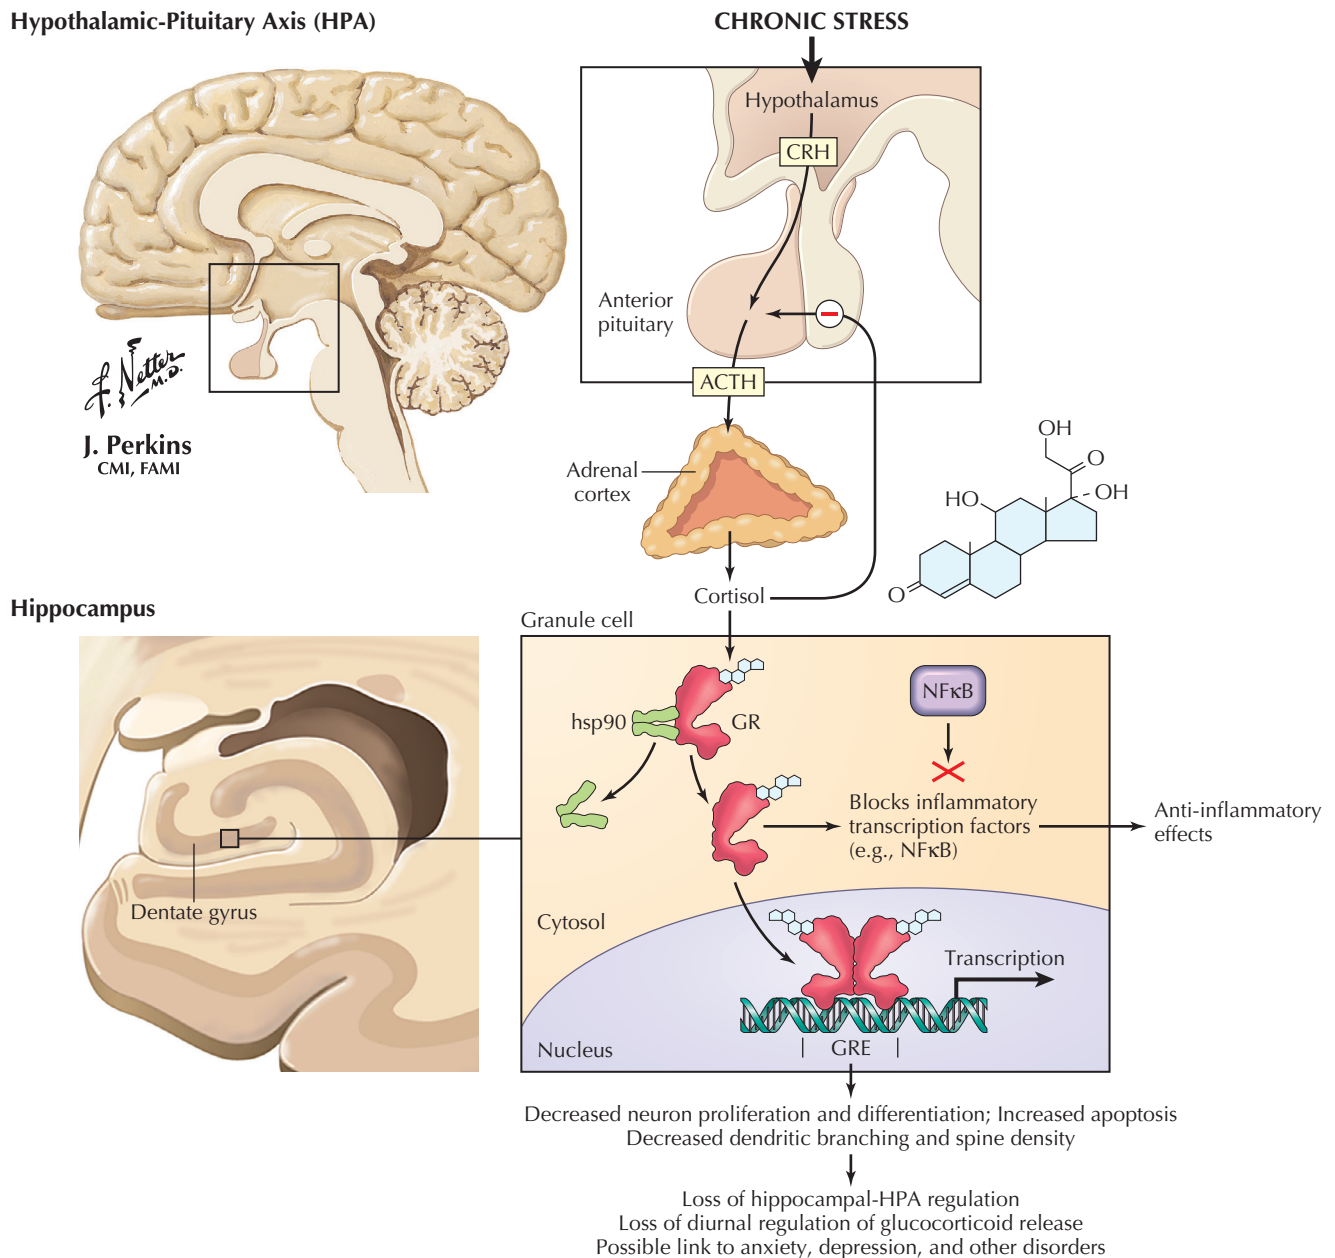 Hypothalamic-Pituitary Axis (HPA)
CHRONIC STRESS
Hypothalamus
CRH
Anterior
pituitary
ACTH
F. Netter
M.D.
J. Perkins
CMI, FAMI
Adrenal
cortex
OH
O
HO
OH
O
Cortisol
Hippocampus
Granule cell
hsp90
GR
NFκB
Blocks inflammatory
transcription factors
(e.g., NFκB)
Anti-inflammatory
effects
Dentate gyrus
Cytosol
Transcription
Nucleus
GRE
Decreased neuron proliferation and differentiation; Increased apoptosis
Decreased dendritic branching and spine density
Loss of hippocampal-HPA regulation
Loss of diurnal regulation of glucocorticoid release
Possible link to anxiety, depression, and other disorders